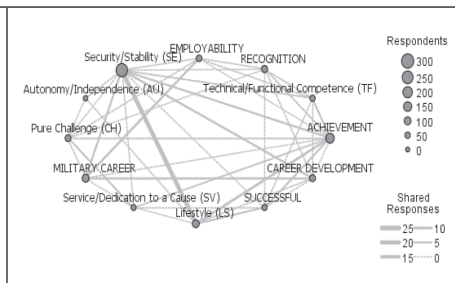 EMPLOYABILITY
Security/Stability (SE)
RECOGNITION
Autonomy/Independence (AU)
Technical/Functional Competence (TF)
Pure Challenge (CH)
ACHIEVEMENT
MILITARY CAREER
CAREER DEVELOPMENT
Service/Dedication to a Cause (SV)
SUCCESSFUL
Lifestyle (LS)
Respondents
300
250
200
150
100
50
0
Shared
Responses
25 10
20 5
15 0